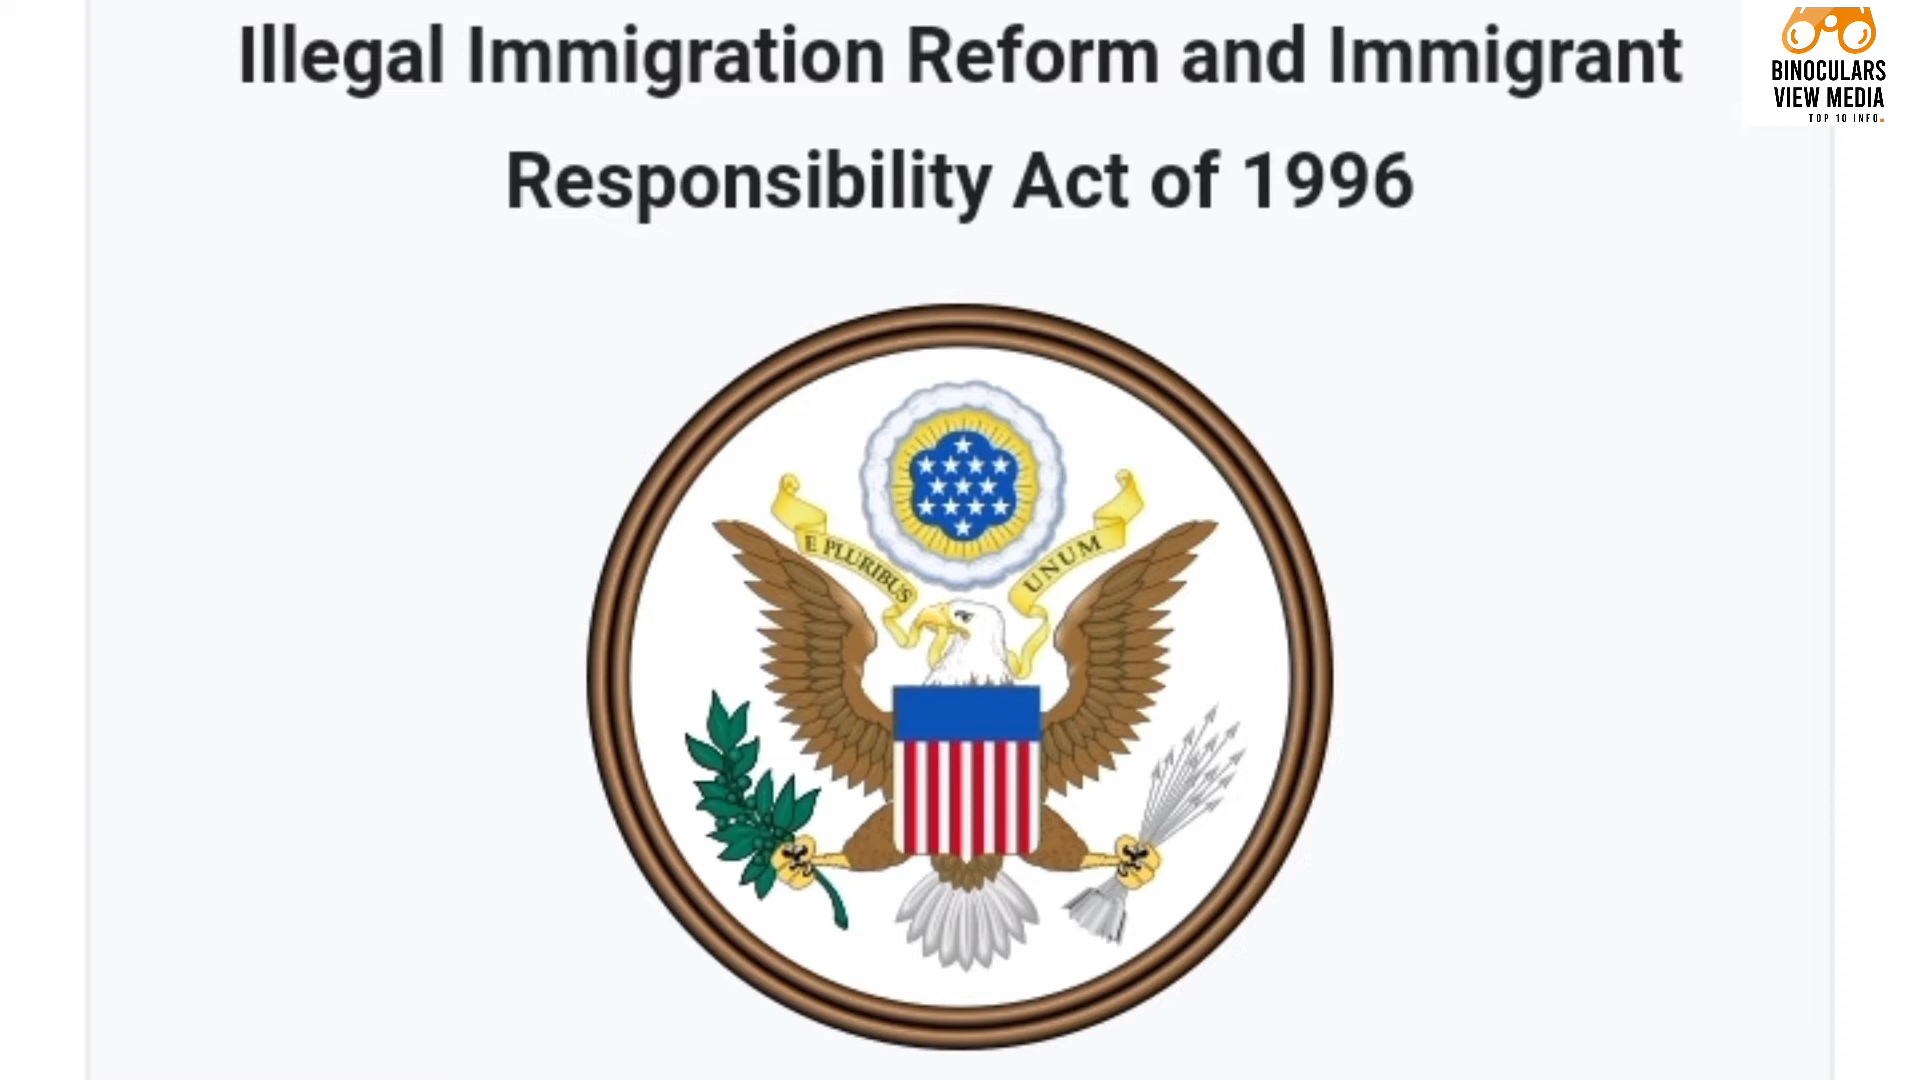 Illegal Immigration Reform and Immigrant
Responsibility Act of 1996
BINOCULARS
VIEW MEDIA
TOP 10 INFO.
E PLURIBUS UNUM